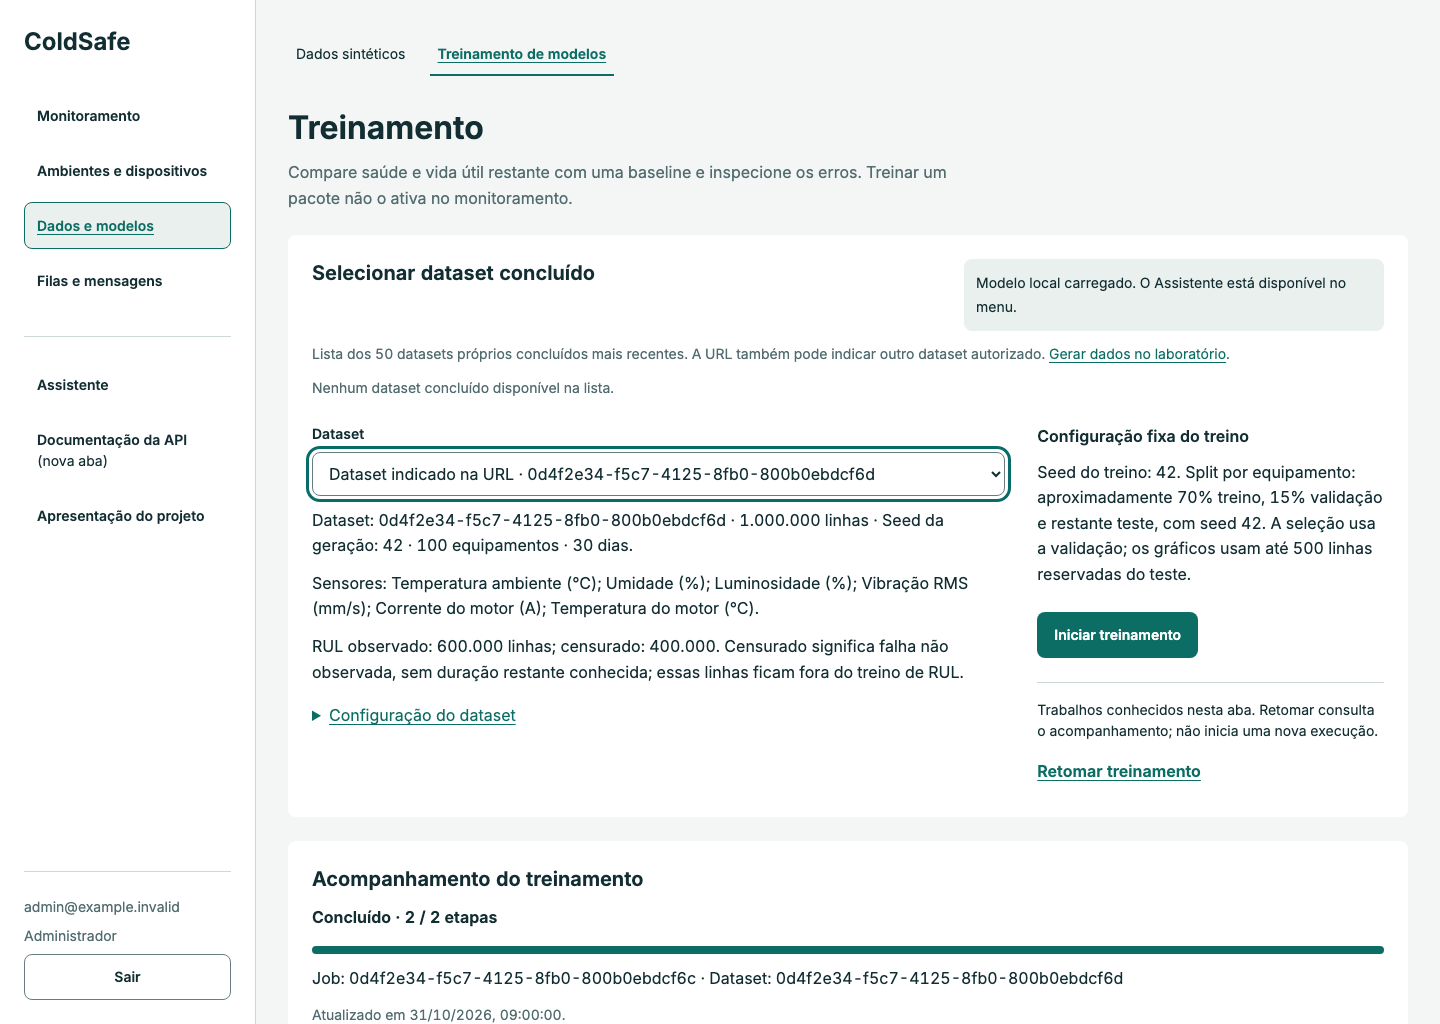 ColdSafe
Monitoramento
Ambientes e dispositivos
Dados e modelos
Filas e mensagens
Assistente
Documentação da API
(nova aba)
Apresentação do projeto
admin@example.invalid
Administrador
Sair
Dados sintéticos
Treinamento de modelos
Treinamento
Compare saúde e vida útil restante com uma baseline e inspecione os erros. Treinar um
pacote não o ativa no monitoramento.
Selecionar dataset concluído
Modelo local carregado. O Assistente está disponível no
menu.
Lista dos 50 datasets próprios concluídos mais recentes. A URL também pode indicar outro dataset autorizado. Gerar dados no laboratório.
Nenhum dataset concluído disponível na lista.
Dataset
Dataset indicado na URL · 0d4f2e34-f5c7-4125-8fb0-800b0ebdcf6d
Dataset: 0d4f2e34-f5c7-4125-8fb0-800b0ebdcf6d · 1.000.000 linhas · Seed da
geração: 42 · 100 equipamentos · 30 dias.
Sensores: Temperatura ambiente (°C); Umidade (%); Luminosidade (%); Vibração RMS
(mm/s); Corrente do motor (A); Temperatura do motor (°C).
RUL observado: 600.000 linhas; censurado: 400.000. Censurado significa falha não
observada, sem duração restante conhecida; essas linhas ficam fora do treino de RUL.
Configuração do dataset
Configuração fixa do treino
Seed do treino: 42. Split por equipamento:
aproximadamente 70% treino, 15% validação
e restante teste, com seed 42. A seleção usa
a validação; os gráficos usam até 500 linhas
reservadas do teste.
Iniciar treinamento
Trabalhos conhecidos nesta aba. Retomar consulta
o acompanhamento; não inicia uma nova execução.
Retomar treinamento
Acompanhamento do treinamento
Concluído · 2 / 2 etapas
Job: 0d4f2e34-f5c7-4125-8fb0-800b0ebdcf6c · Dataset: 0d4f2e34-f5c7-4125-8fb0-800b0ebdcf6d
Atualizado em 31/10/2026, 09:00:00.